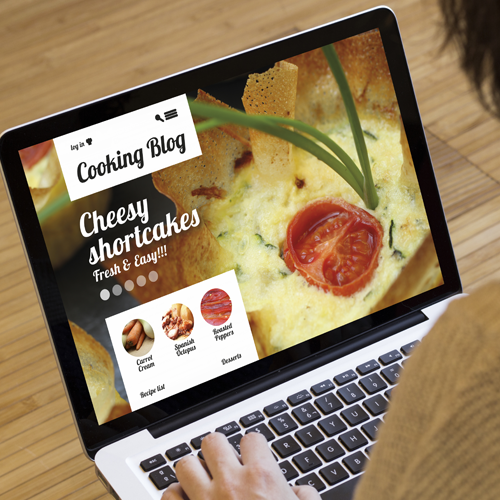 log in
Cooking Blog
Cheesy
shortcakes
Fresh & Easy!!!
Carrot
Cream
Spanish
Octopus
Roasted
Peppers
Recipe list
Desserts